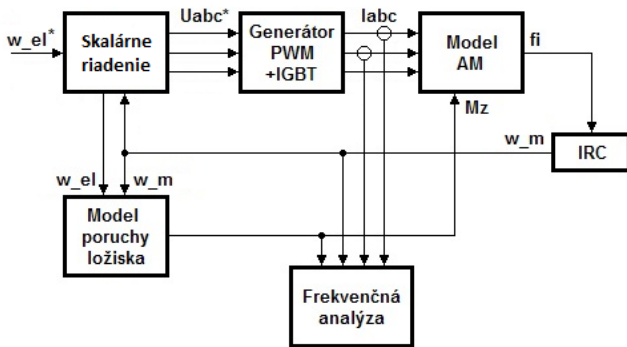 w_el*
Skalárne
riadenie
Uabc*
Generátor
PWM
+IGBT
Iabc
Model
AM
fi
Mz
w_m
IRC
w_el
w_m
Model
poruchy
ložiska
Frekvenčná
analýza